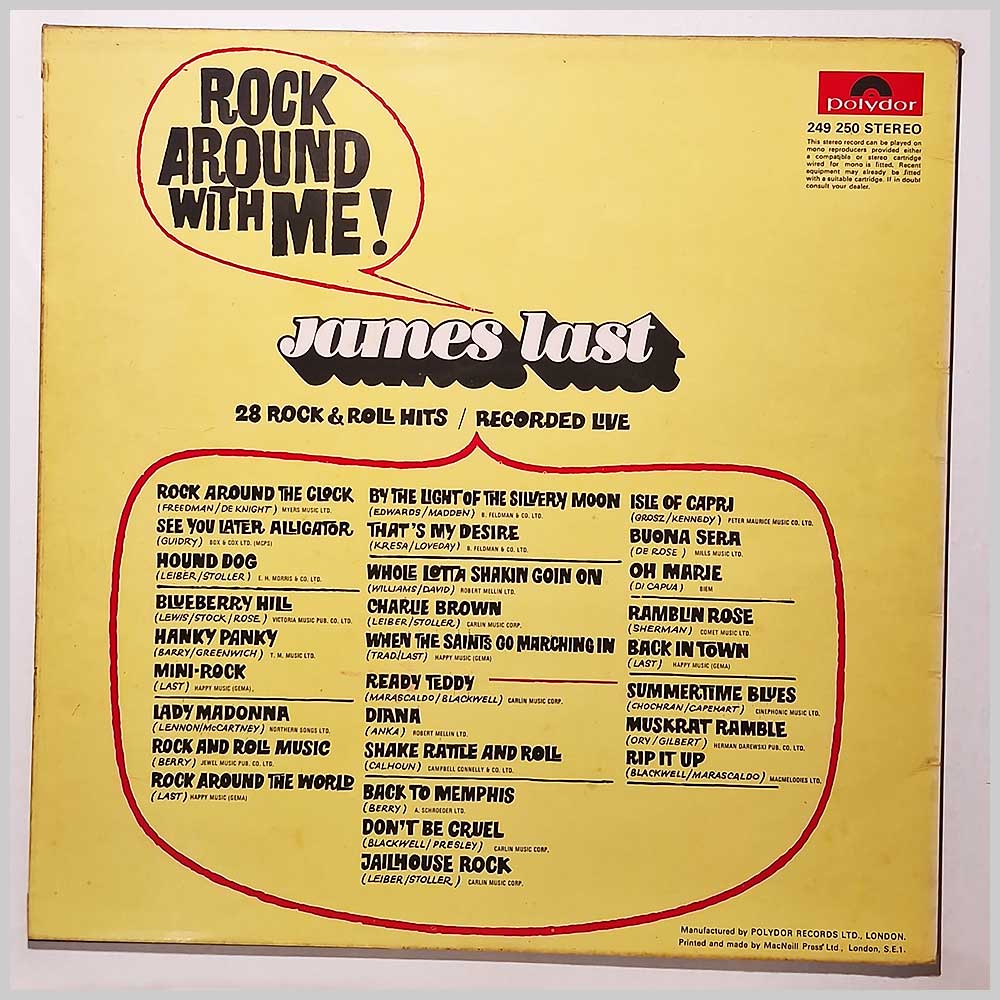 ROCK
AROUND
WITH ME!
polydor
249 250 STEREO
This stereo record can be played on
mono reproducers provided either
a compatible or stereo cartridge
wired for mono is fitted. Recent
equipment may already be fitted
with a suitable cartridge. If in doubt
consult your dealer.
james last
28 ROCK & ROLL HITS / RECORDED LIVE
ROCK AROUND THE CLOCK
(FREEDMAN/DE KNIGHT) MYERS MUSIC LTD.
SEE YOU LATER ALLIGATOR
(GUIDRY) BOX & COX LTD. (MCPS)
HOUND DOG
(LEIBER/STOLLER) E. H. MORRIS & CO. LTD.
BLUEBERRY HILL
(LEWIS/STOCK/ROSE) VICTORIA MUSIC PUB. CO. LTD.
HANKY PANKY
(BARRY/GREENWICH) T. M. MUSIC LTD.
MINI-ROCK
(LAST) HAPPY MUSIC (GEMA).
LADY MADONNA
(LENNON/McCARTNEY) NORTHERN SONGS LTD.
ROCK AND ROLL MUSIC
(BERRY) JEWEL MUSIC PUB. CO. LTD.
ROCK AROUND THE WORLD
(LAST) HAPPY MUSIC (GEMA)
BY THE LIGHT OF THE SILVERY MOON
(EDWARDS/MADDEN) B. FELDMAN & CO. LTD.
THAT'S MY DESIRE
(KRESA/LOVEDAY) B. FELDMAN & CO. LTD.
WHOLE LOTTA SHAKIN GOIN ON
(WILLIAMS/DAVID) ROBERT MELLIN LTD.
CHARLIE BROWN
(LEIBER/STOLLER) CARLIN MUSIC CORP.
WHEN THE SAINTS GO MARCHING IN
(TRAD/LAST) HAPPY MUSIC (GEMA)
READY TEDDY
(MARASCALDO/BLACKWELL) CARLIN MUSIC CORP.
DIANA
(ANKA) ROBERT MELLIN LTD.
SHAKE RATTLE AND ROLL
(CALHOUN) CAMPBELL CONNELLY & CO. LTD.
BACK TO MEMPHIS
(BERRY) A. SCHROEDER LTD.
DON'T BE CRUEL
(BLACKWELL/PRESLEY) CARLIN MUSIC CORP.
JAILHOUSE ROCK
(LEIBER/STOLLER) CARLIN MUSIC CORP.
ISLE OF CAPRI
(GROSZ/KENNEDY) PETER MAURICE MUSIC CO. LTD.
BUONA SERA
(DE ROSE) MILLS MUSIC LTD.
OH MARIE
(DI CAPUA) BIEM
RAMBLIN ROSE
(SHERMAN) COMET MUSIC LTD.
BACK IN TOWN
(LAST) HAPPY MUSIC (GEMA)
SUMMERTIME BLUES
(CHOCHRAN/CAPEHART) CINEPHONIC MUSIC LTD.
MUSKRAT RAMBLE
(ORY/GILBERT) HERMAN DAREWSKI PUB. CO. LTD.
RIP IT UP
(BLACKWELL/MARASCALDO) MACMELODIES LTD.
Manufactured by POLYDOR RECORDS LTD., LONDON.
Printed and made by MacNeill Press Ltd., London, S.E.1.